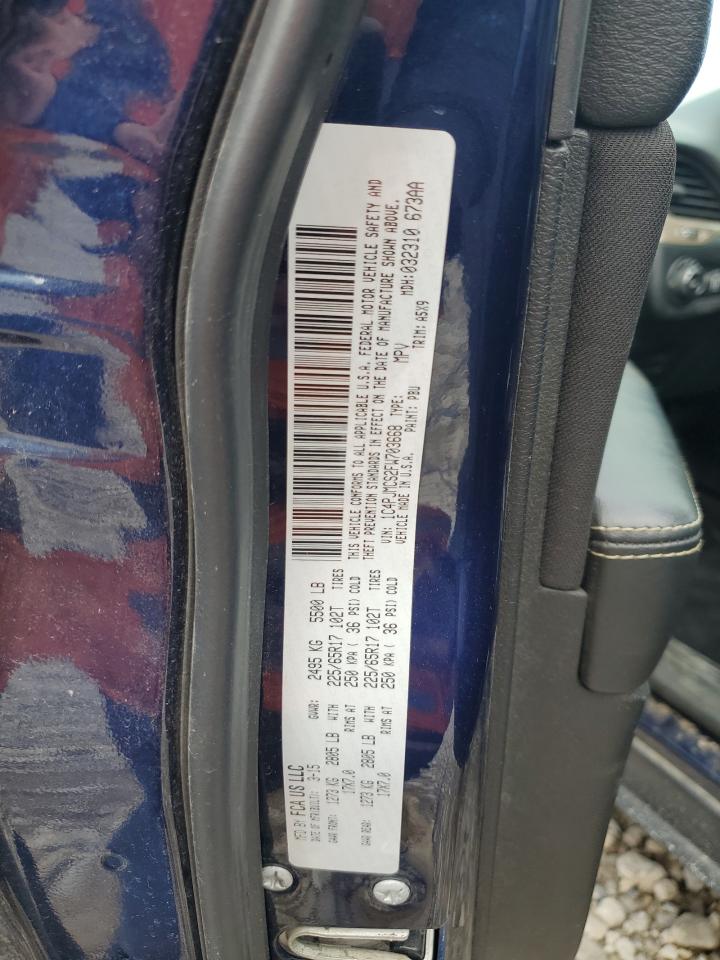 MFD BY FCA US LLC
DATE OF MFR(BUILT): 3-15 GVWR: 2495 KG 5500 LB
GAWR FRONT: 1273 KG 2805 LB WITH 225/65R17 102T TIRES
17X7.0 RIMS AT 250 KPA ( 36 PSI) COLD
GAWR REAR: 1273 KG 2805 LB WITH 225/65R17 102T TIRES
17X7.0 RIMS AT 250 KPA ( 36 PSI) COLD
THIS VEHICLE CONFORMS TO ALL APPLICABLE U.S.A. FEDERAL MOTOR VEHICLE SAFETY AND
THEFT PREVENTION STANDARDS IN EFFECT ON THE DATE OF MANUFACTURE SHOWN ABOVE.
VIN: 1C4PJMCS2FW703668 TYPE: MPV MDH:032310 673AA
VEHICLE MADE IN U.S.A. PAINT: PBU TRIM: A5X9